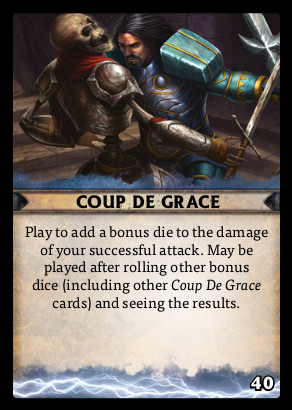 COUP DE GRACE
Play to add a bonus die to the damage
of your successful attack. May be
played after rolling other bonus
dice (including other Coup De Grace
cards) and seeing the results.
40